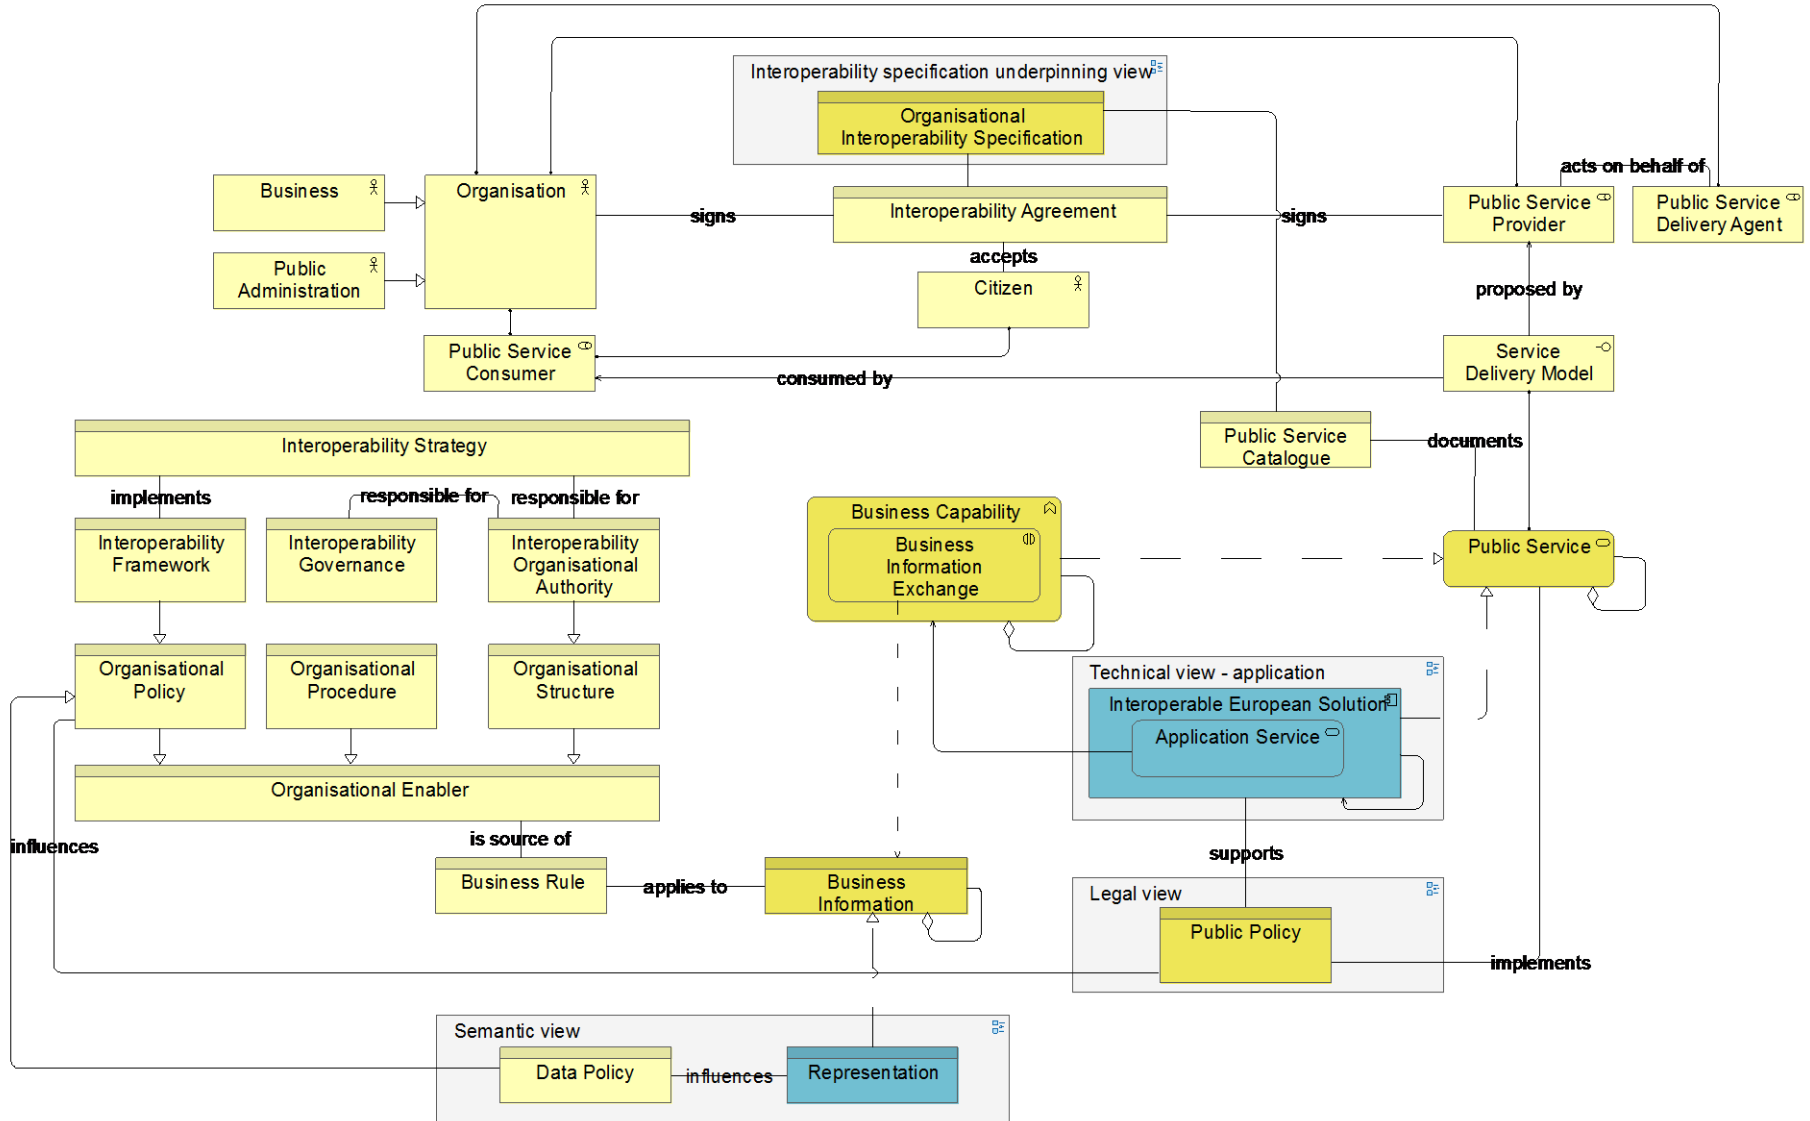 Interoperability specification underpinning view
Organisational
Interoperability Specification
acts on behalf of
Business
Organisation
signs
Interoperability Agreement
signs
Public Service
Provider
Public Service
Delivery Agent
Public
Administration
accepts
Citizen
proposed by
Public Service
Consumer
consumed by
Service
Delivery Model
Interoperability Strategy
Public Service
Catalogue
documents
implements
responsible for
responsible for
Interoperability
Framework
Interoperability
Governance
Interoperability
Organisational
Authority
Business Capability
Business
Information
Exchange
Public Service
Organisational
Policy
Organisational
Procedure
Organisational
Structure
Technical view - application
Interoperable European Solution
Application Service
Organisational Enabler
influences
is source of
supports
Business Rule
applies to
Business
Information
Legal view
Public Policy
implements
Semantic view
Data Policy
influences
Representation